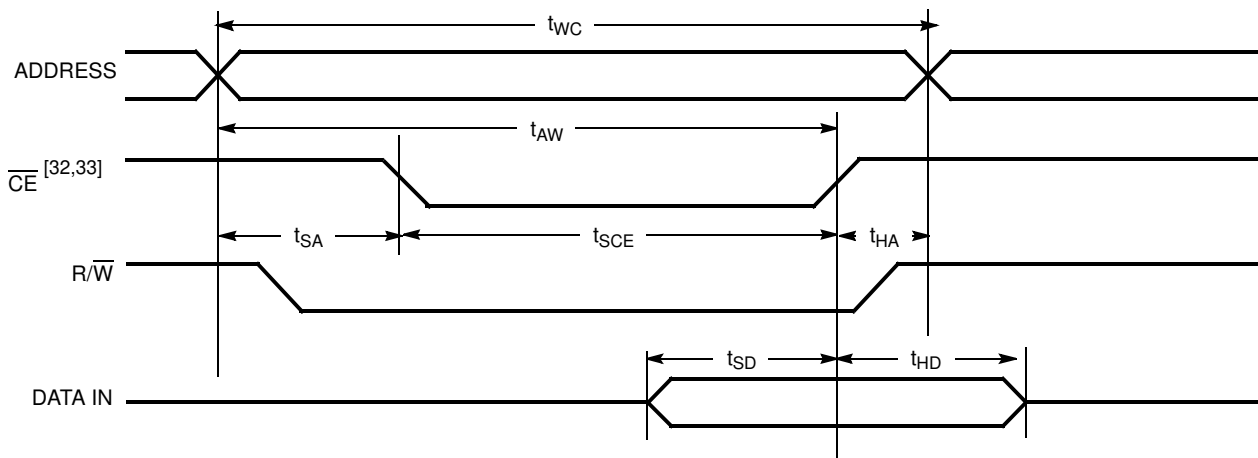 tWC
ADDRESS
tAW
CE [32,33]
tSA
tSCE
tHA
R/W
tSD
tHD
DATA IN